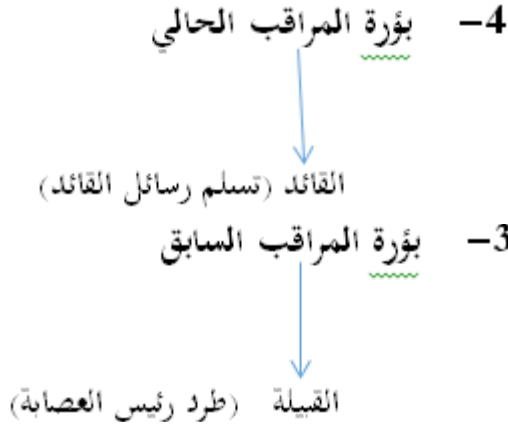 4- بؤرة المراقب الحالي
القائد (تسلم رسائل القائد)
3- بؤرة المراقب السابق
القبيلة (طرد رئيس العصابة)